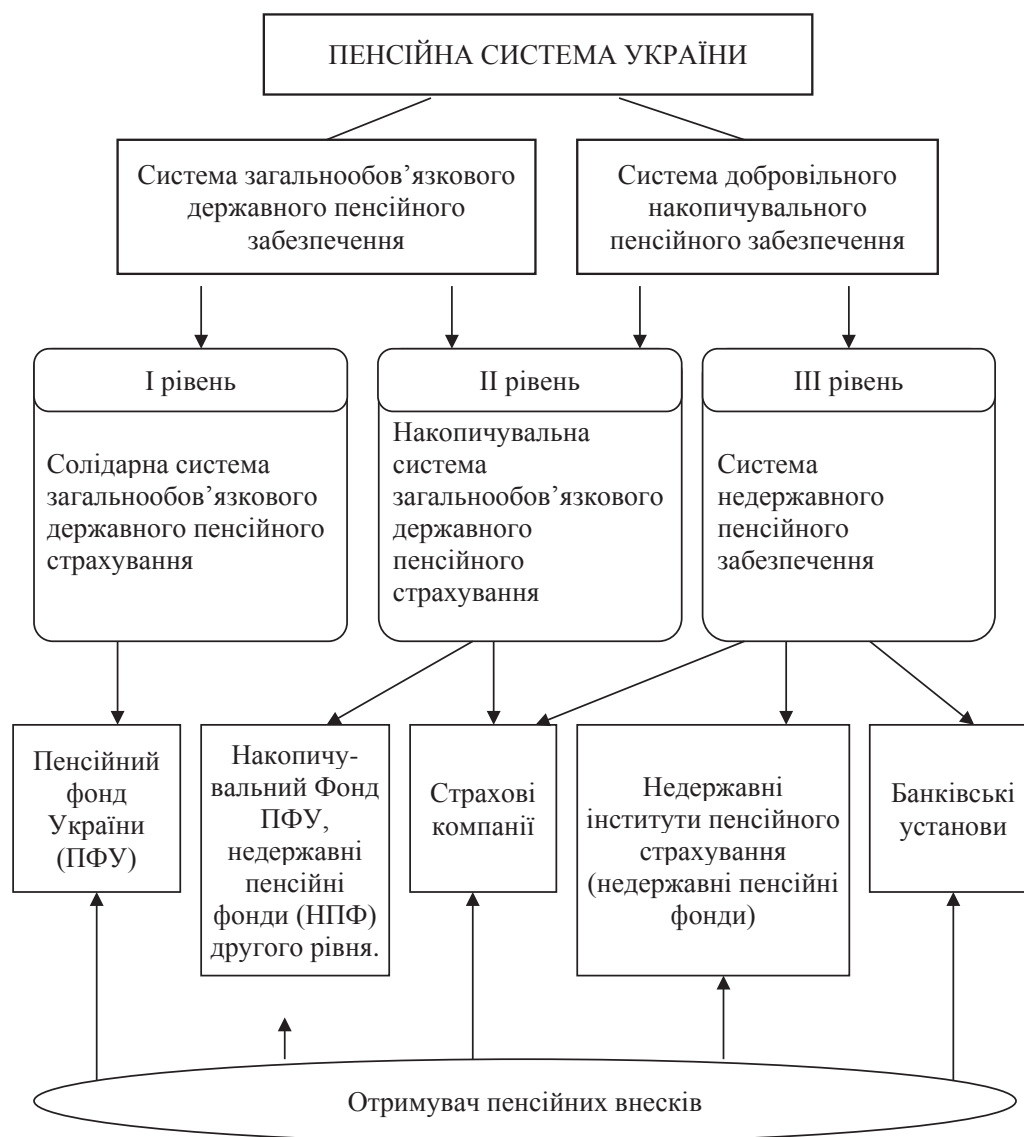 ПЕНСІЙНА СИСТЕМА УКРАЇНИ
Система загальнообов’язкового
державного пенсійного
забезпечення
Система добровільного
накопичувального
пенсійного забезпечення
І рівень
Солідарна система
загальнообов’язкового
державного пенсійного
страхування
ІІ рівень
Накопичувальна
система
загальнообов’язкового
державного
пенсійного
страхування
ІІІ рівень
Система
недержавного
пенсійного
забезпечення
Пенсійний
фонд
України
(ПФУ)
Накопичу-
вальний Фонд
ПФУ,
недержавні
пенсійні
фонди (НПФ)
другого рівня.
Страхові
компанії
Недержавні
інститути пенсійного
страхування
(недержавні пенсійні
фонди)
Банківські
установи
Отримувач пенсійних внесків